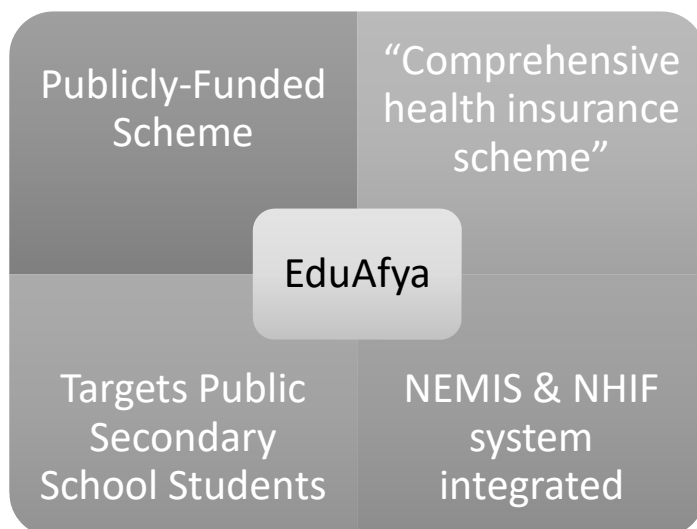 Publicly-Funded
Scheme
“Comprehensive
health insurance
scheme”
EduAfya
Targets Public
Secondary
School Students
NEMIS & NHIF
system
integrated